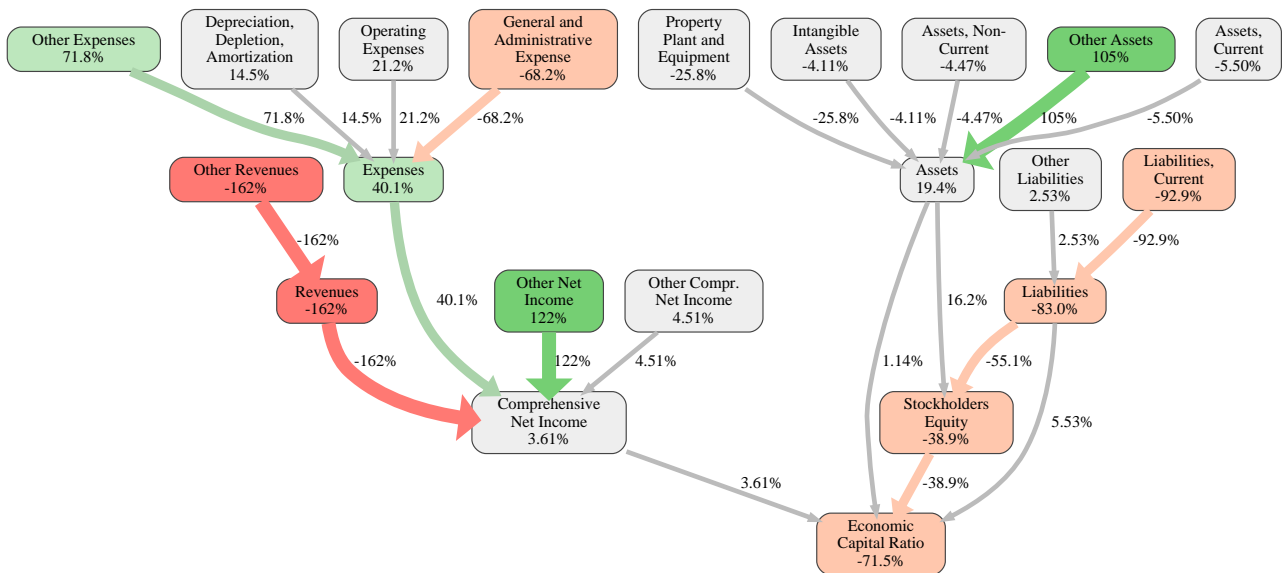 Other Expenses
71.8%
Depreciation,
Depletion,
Amortization
14.5%
Operating
Expenses
21.2%
General and
Administrative
Expense
-68.2%
Property
Plant and
Equipment
-25.8%
Intangible
Assets
-4.11%
Assets, Non-
Current
-4.47%
Other Assets
105%
Assets,
Current
-5.50%
71.8%
14.5%
21.2%
-68.2%
-25.8%
-4.11%
-4.47%
105%
-5.50%
Other Revenues
-162%
Expenses
40.1%
Assets
19.4%
Other
Liabilities
2.53%
Liabilities,
Current
-92.9%
-162%
2.53%
-92.9%
Revenues
-162%
40.1%
Other Net
Income
122%
Other Compr.
Net Income
4.51%
16.2%
Liabilities
-83.0%
-162%
122%
4.51%
1.14%
-55.1%
Comprehensive
Net Income
3.61%
Stockholders
Equity
-38.9%
5.53%
3.61%
-38.9%
Economic
Capital Ratio
-71.5%